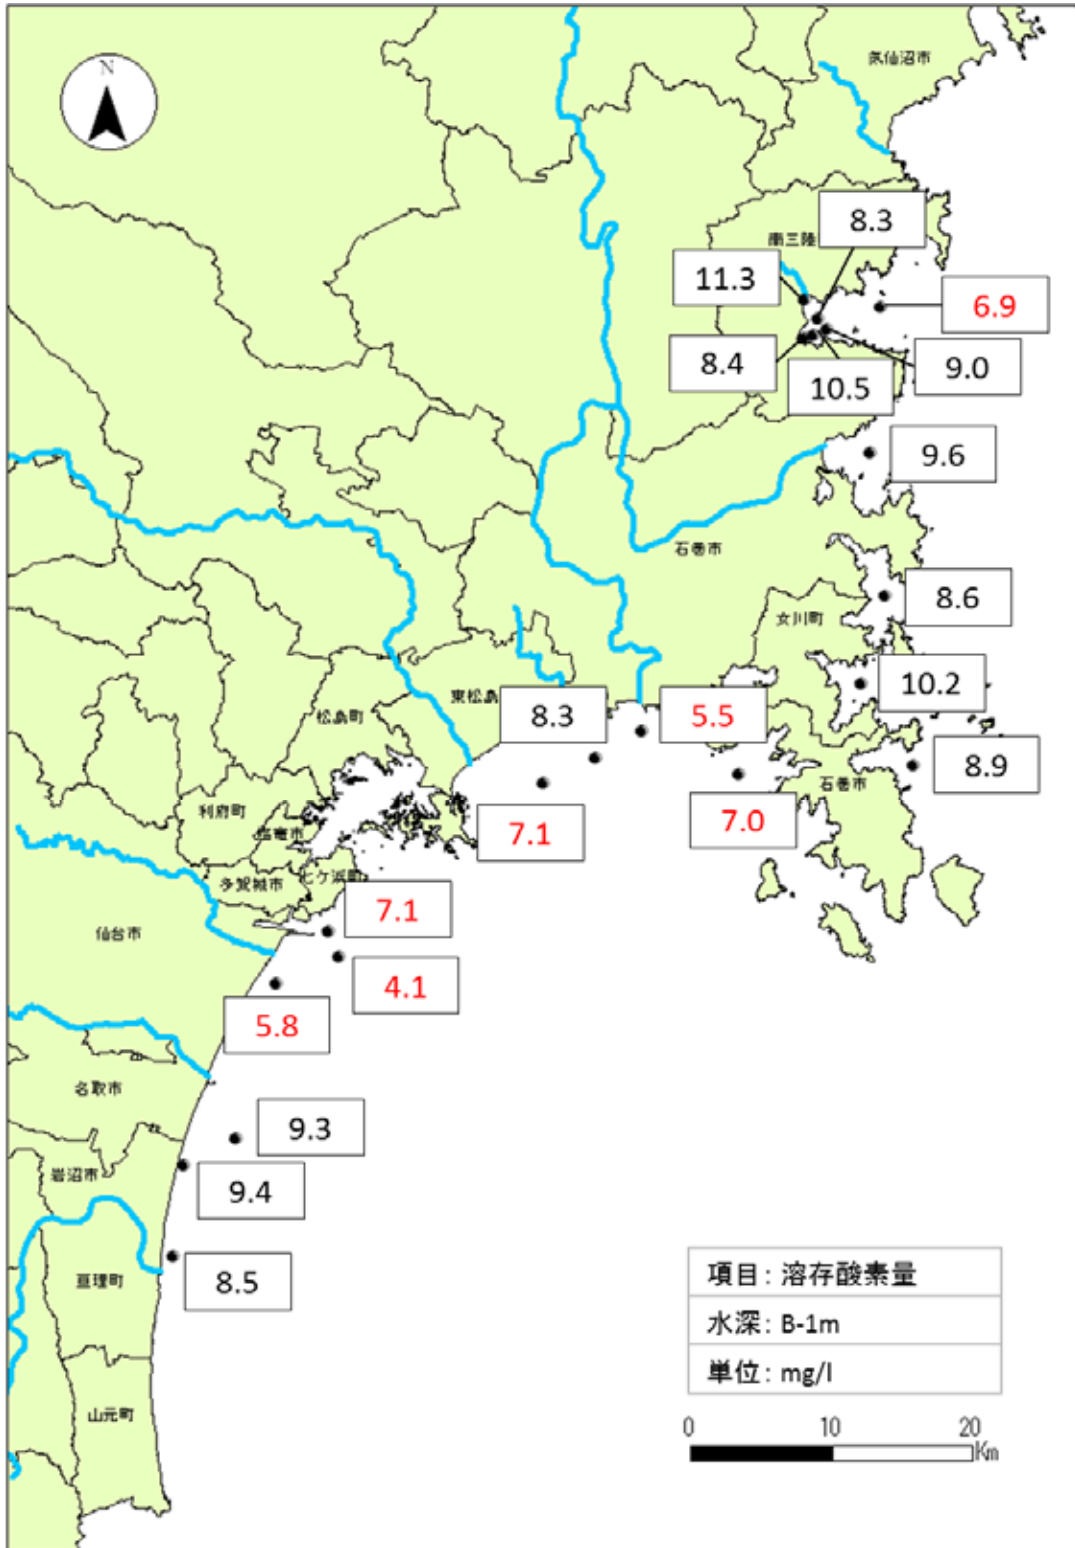 N
気仙沼市
8.3
南三陸
11.3
6.9
8.4
10.5
9.0
9.6
石巻市
8.6
女川町
10.2
東松島
8.3
5.5
松島町
8.9
石巻市
利府町
塩竈市
7.1
7.0
多賀城市
七ケ浜町
7.1
仙台市
4.1
5.8
名取市
9.3
岩沼市
9.4
亘理町
8.5
項目: 溶存酸素量
水深: B-1m
単位: mg/l
山元町
0 10 20
Km